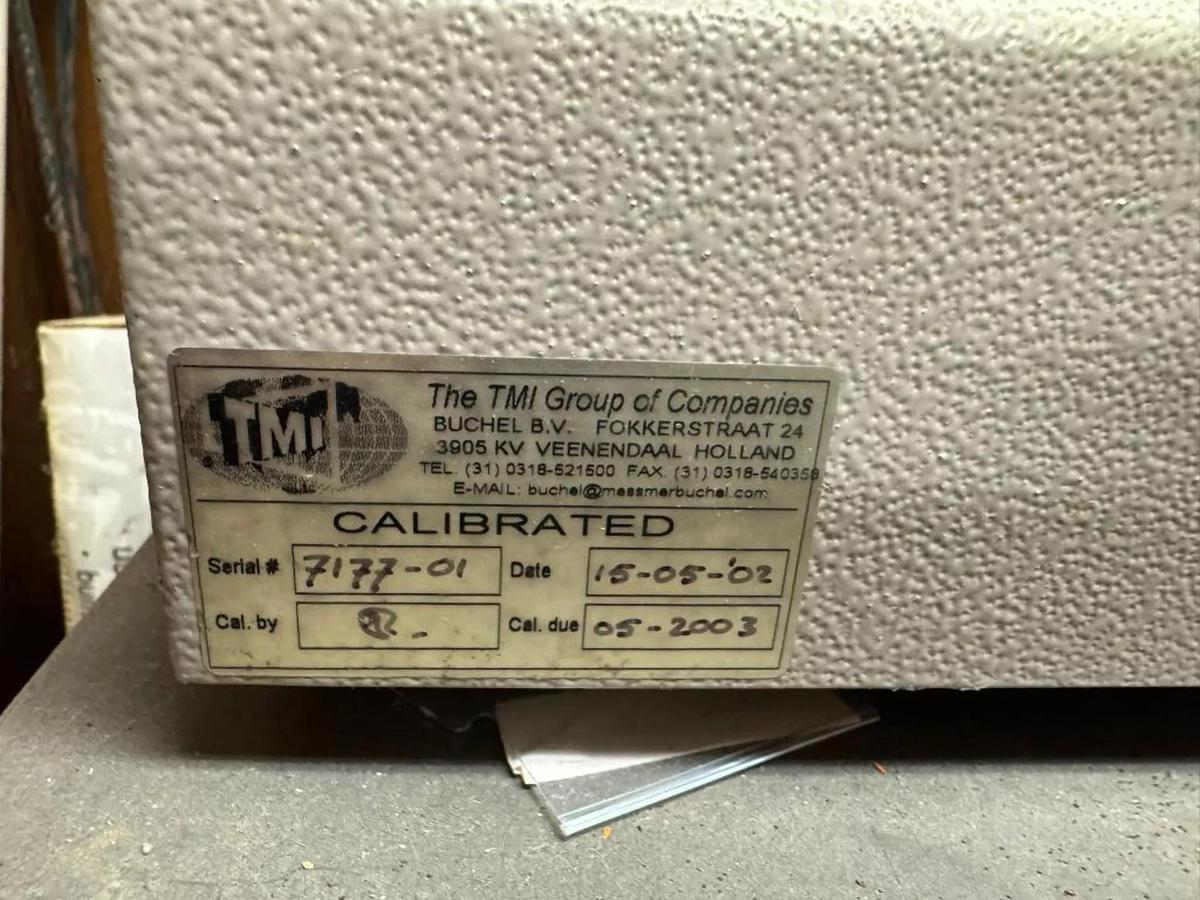 TMI
The TMI Group of Companies
BUCHEL B.V. FOKKERSTRAAT 24
3905 KV VEENENDAAL HOLLAND
TEL. (31) 0318-521500 FAX. (31) 0318-540358
E-MAIL: buchel@messmerbuchel.com
CALIBRATED
Serial # 7177-01 Date 15-05-'02
Cal. by Cal. due 05-2003